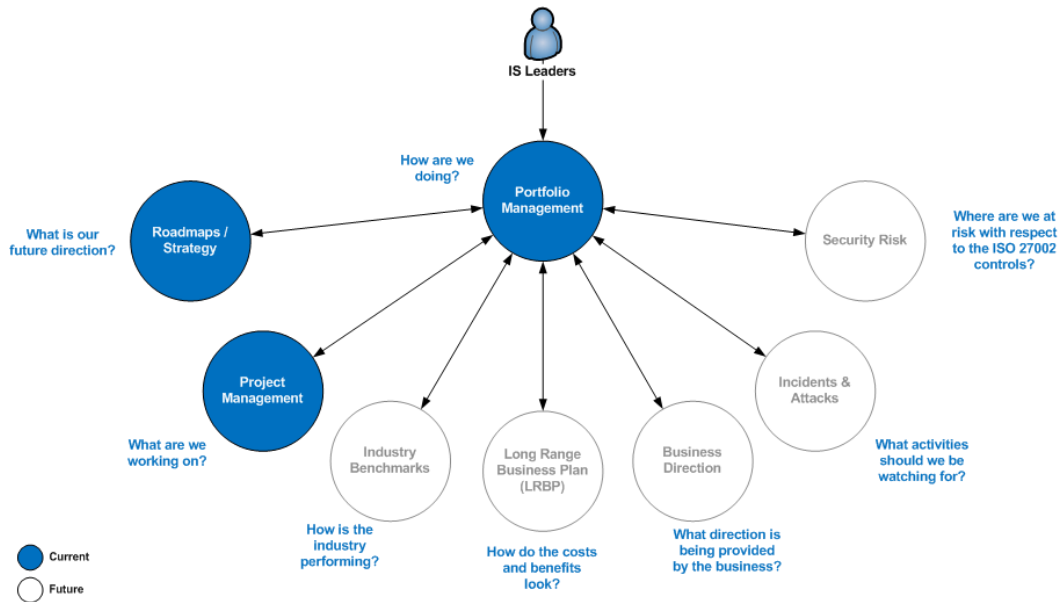 IS Leaders
How are we
doing?
Portfolio
Management
What is our
future direction?
Roadmaps /
Strategy
Security Risk
Where are we at
risk with respect
to the ISO 27002
controls?
Project
Management
What are we
working on?
Industry
Benchmarks
How is the
industry
performing?
Long Range
Business Plan
(LRBP)
How do the costs
and benefits
look?
Business
Direction
What direction is
being provided
by the business?
Incidents &
Attacks
What activities
should we be
watching for?
Current
Future